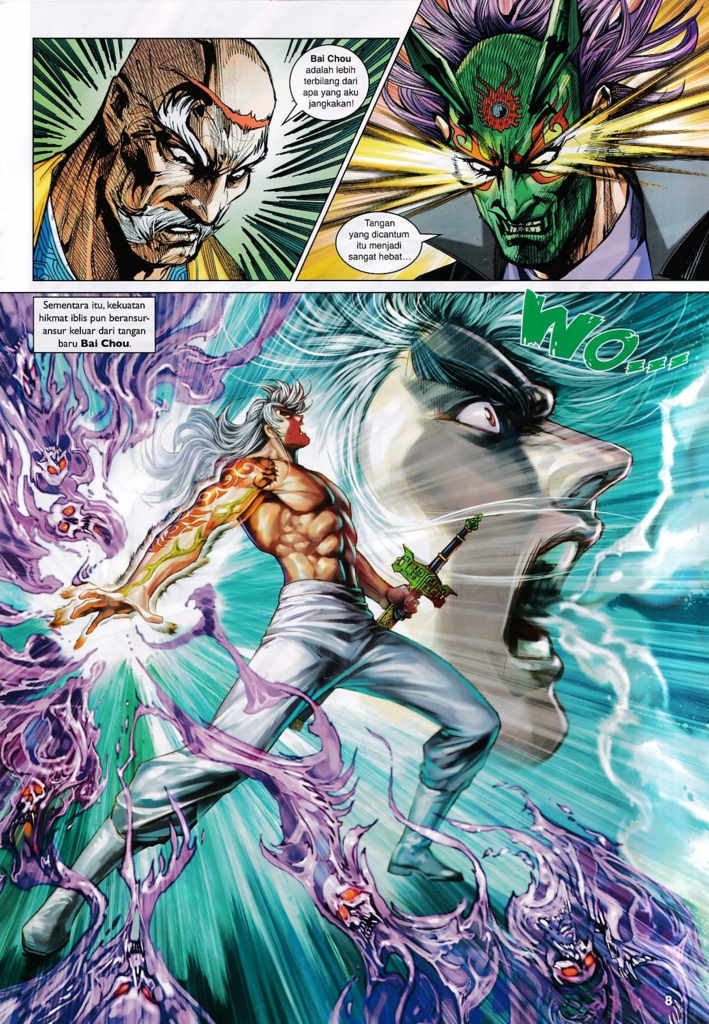 Bai Chou
adalah lebih
terbilang dari
apa yang aku
jangkakan!
Tangan
yang dicantum
itu menjadi
sangat hebat...
Sementara itu, kekuatan
hikmat iblis pun beransur-
ansur keluar dari tangan
baru Bai Chou.
WO...zzz
8